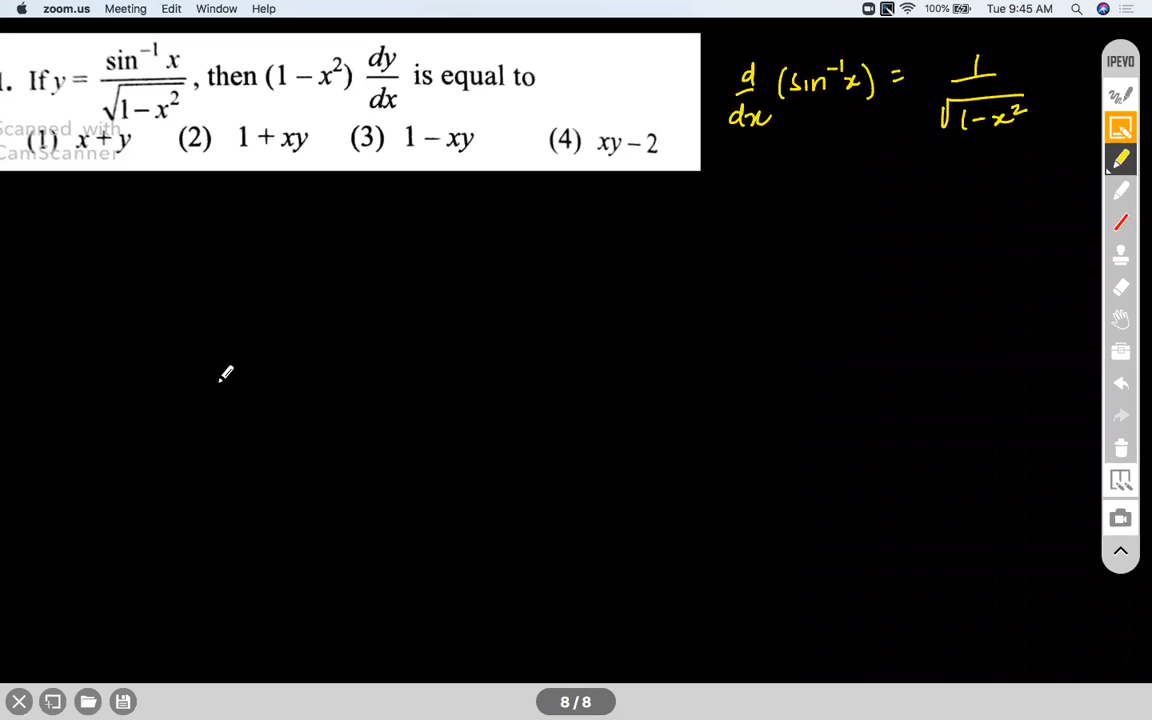 zoom.us Meeting Edit Window Help 100% Tue 9:45 AM
1. If y = sin⁻¹ x / √1 – x² , then (1 – x²) dy/dx is equal to
(1) x + y (2) 1 + xy (3) 1 – xy (4) xy – 2
Scanned with
CamScanner
d/dx (sin⁻¹x) = 1/√1-x²
IPEVO
8 / 8